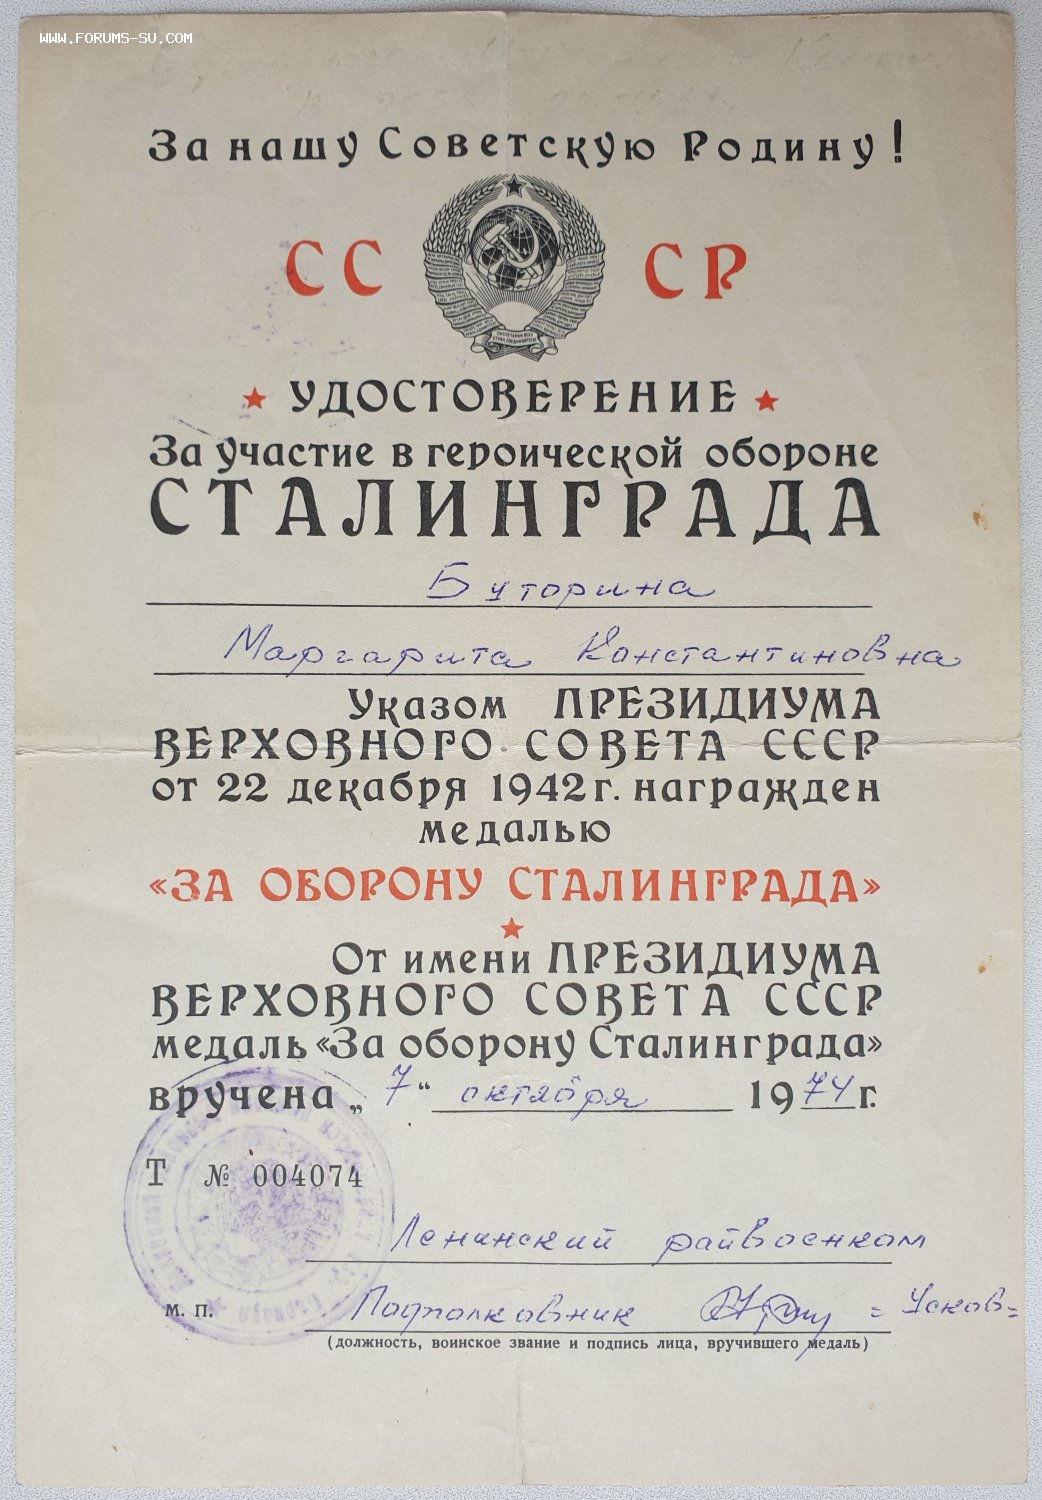 WWW.FORUMS-SU.COM
За нашу Советскую Родину!
СССР
УДОСТОВЕРЕНИЕ
За участие в героической обороне
СТАЛИНГРАДА
Буторина
Маргарита Константиновна
Указом ПРЕЗИДИУМА
ВЕРХОВНОГО СОВЕТА СССР
от 22 декабря 1942 г. награжден
медалью
«ЗА ОБОРОНУ СТАЛИНГРАДА»
От имени ПРЕЗИДИУМА
ВЕРХОВНОГО СОВЕТА СССР
медаль «За оборону Сталинграда»
вручена „7“ октября 1974 г.
Т № 004074
Ленинский райвоенком
М. П.
Подполковник =Усков=
(должность, воинское звание и подпись лица, вручившего медаль)